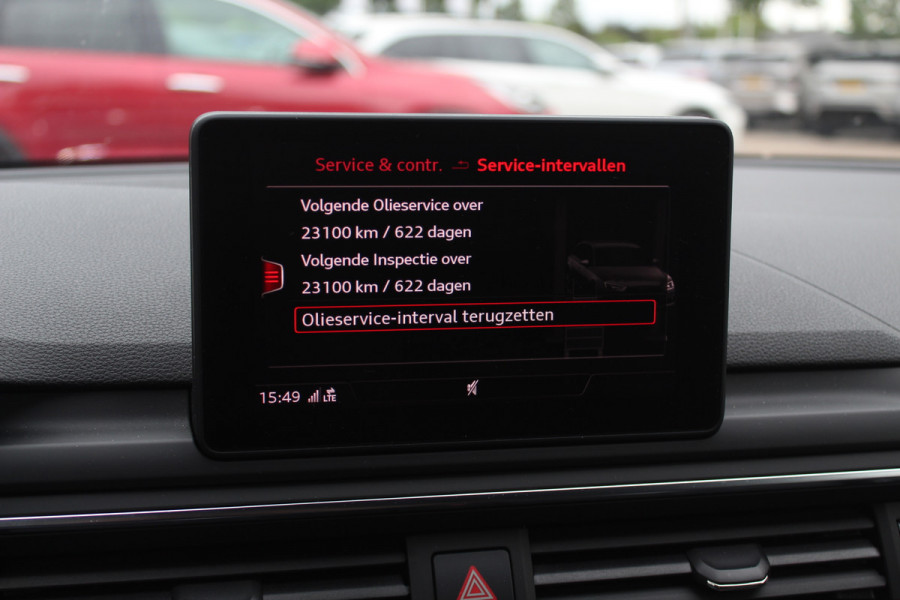 Service & contr. Service-intervallen
Volgende Olieservice over
23100 km / 622 dagen
Volgende Inspectie over
23100 km / 622 dagen
Olieservice-interval terugzetten
15:49 LTE